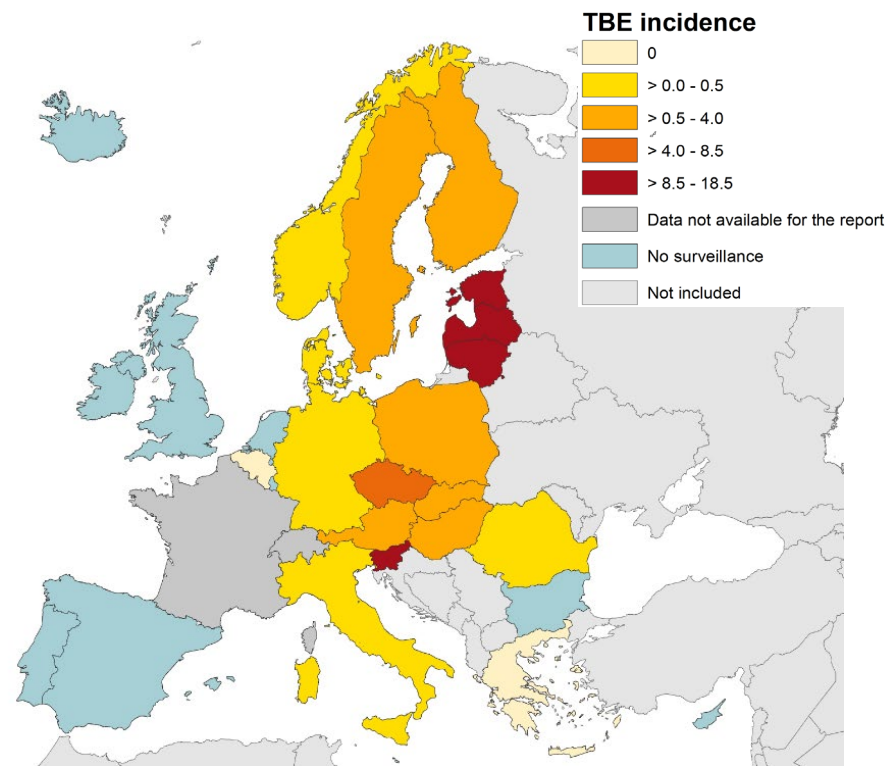 TBE incidence
0
> 0.0 - 0.5
> 0.5 - 4.0
> 4.0 - 8.5
> 8.5 - 18.5
Data not available for the report
No surveillance
Not included